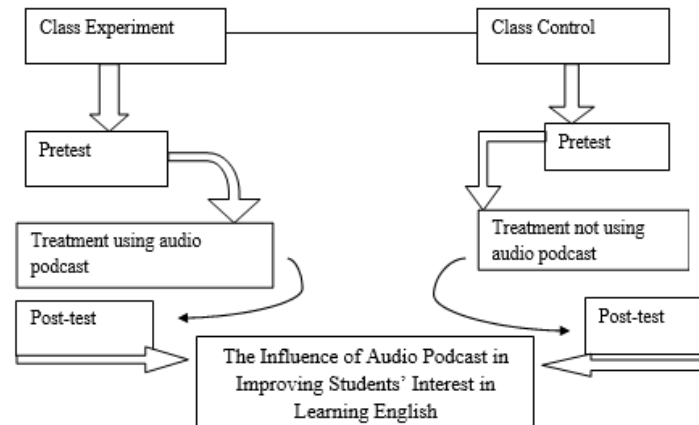 Class Experiment
Class Control
Pretest
Pretest
Treatment using audio
podcast
Treatment not using
audio podcast
Post-test
Post-test
The Influence of Audio Podcast in
Improving Students’ Interest in
Learning English